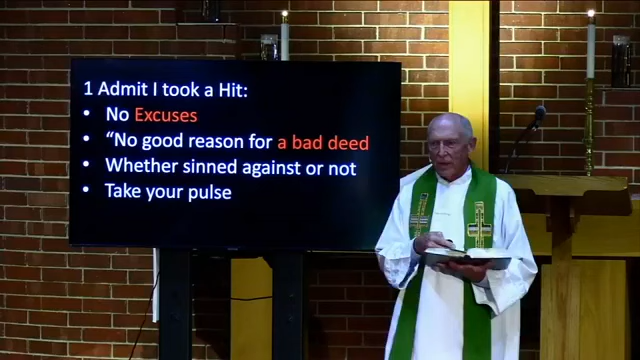 1 Admit I took a Hit:
• No Excuses
• “No good reason for a bad deed
• Whether sinned against or not
• Take your pulse